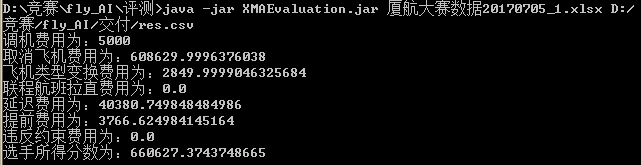 D:\竞赛\fly_AI\评测>java -jar XMAEvaluation.jar 厦航大赛数据20170705_1.xlsx D:/
竞赛/fly_AI/交付/res.csv
调机费用为：5000
取消飞机费用为：608629.9996376038
飞机类型变换费用为：2849.9999046325684
联程航班拉直费用为：0.0
延迟费用为：40380.749848484986
提前费用为：3766.624984145164
违反约束费用为：0.0
选手所得分数为：660627.3743748665